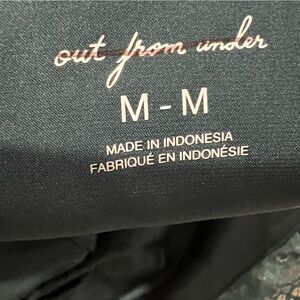 out from under
M - M
MADE IN INDONESIA
FABRIQUÉ EN INDONÉSIE